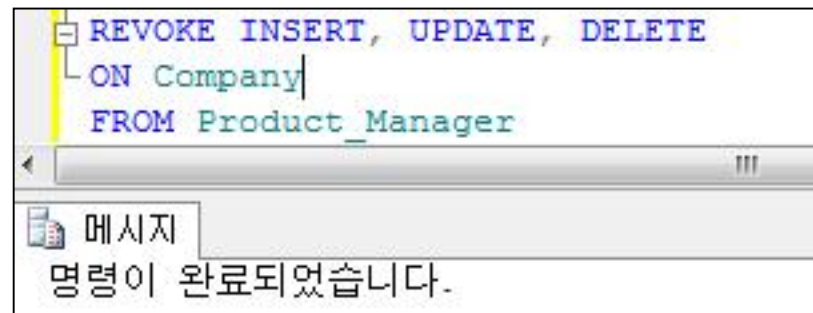 REVOKE INSERT, UPDATE, DELETE
ON Company
FROM Product_Manager
메시지
명령이 완료되었습니다.